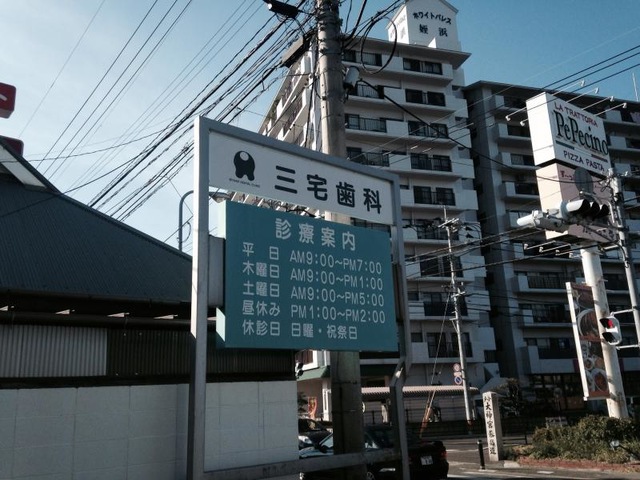 ホワイトパレス
姪浜
LA TRATTORIA
PePecino
PIZZA PASTA
三宅歯科
診療案内
平日 AM9:00~PM7:00
木曜日 AM9:00~PM1:00
土曜日 AM9:00~PM5:00
昼休み PM1:00~PM2:00
休診日 日曜・祝祭日